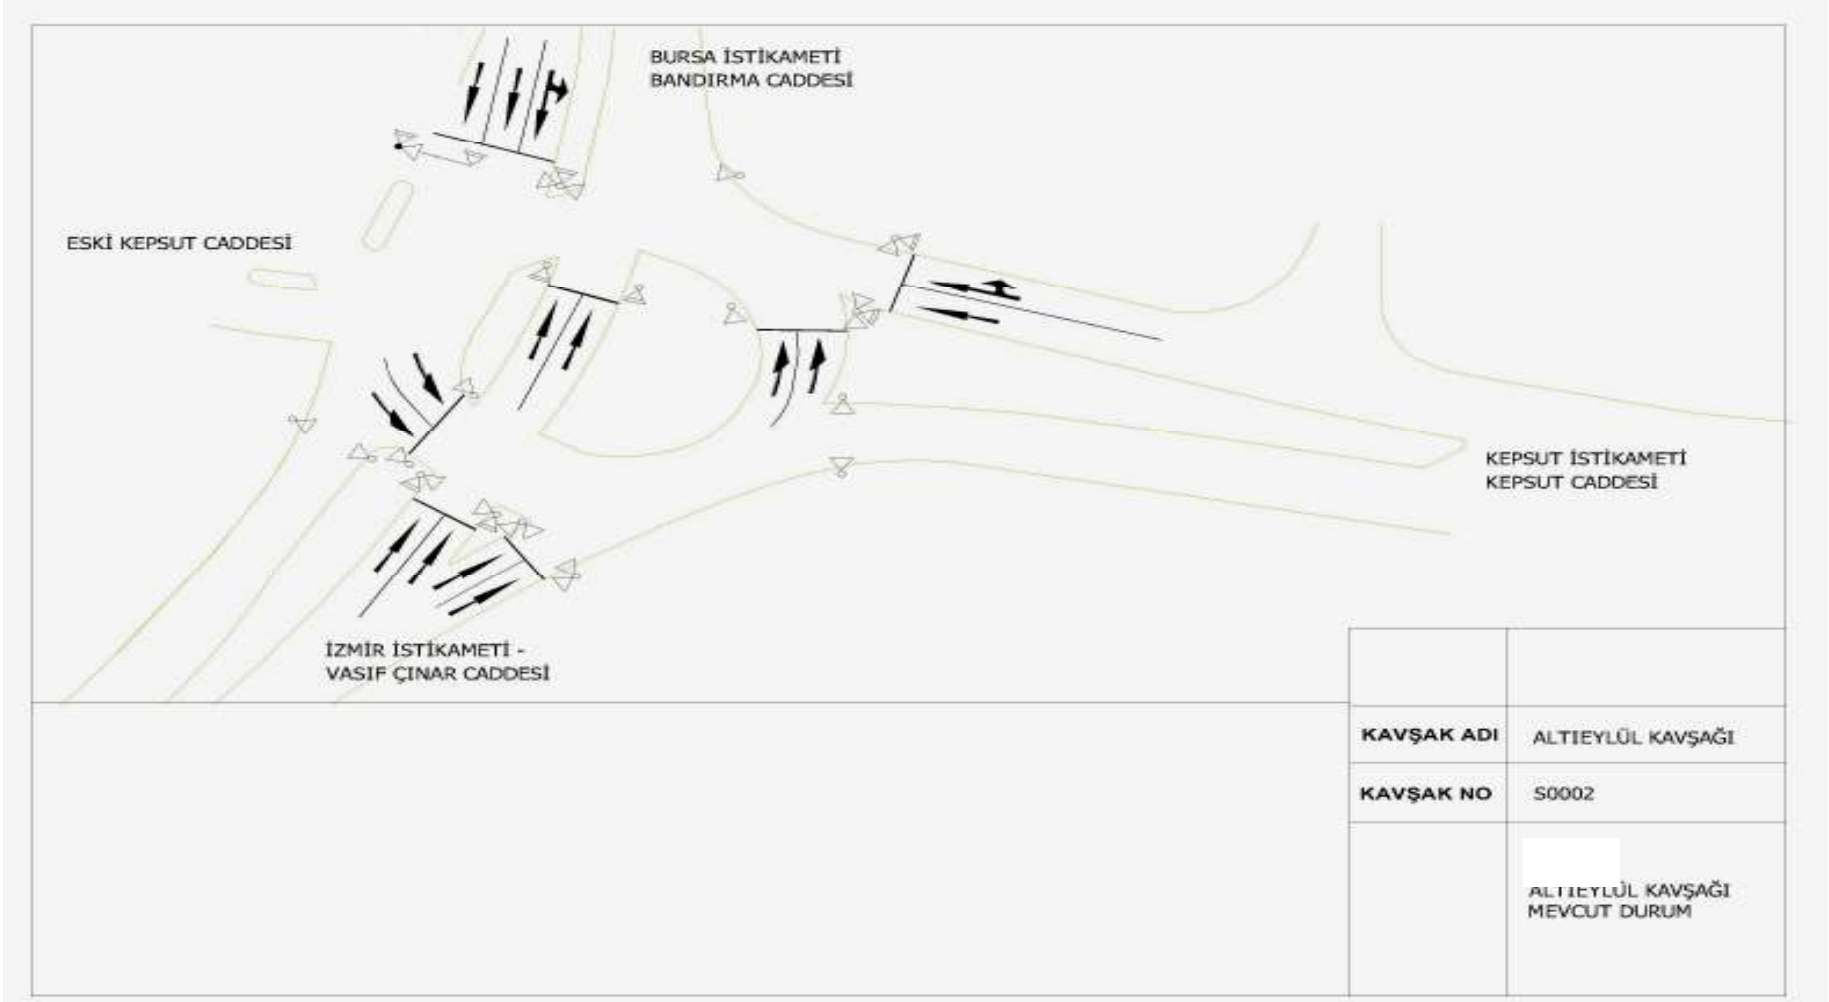 BURSA İSTİKAMETİ
BANDIRMA CADDESİ
ESKİ KEPSUT CADDESİ
KEPSUT İSTİKAMETİ
KEPSUT CADDESİ
İZMİR İSTİKAMETİ -
VASIF ÇINAR CADDESİ
KAVŞAK ADI ALTIEYLÜL KAVŞAĞI
KAVŞAK NO S0002
ALTIEYLÜL KAVŞAĞI
MEVCUT DURUM